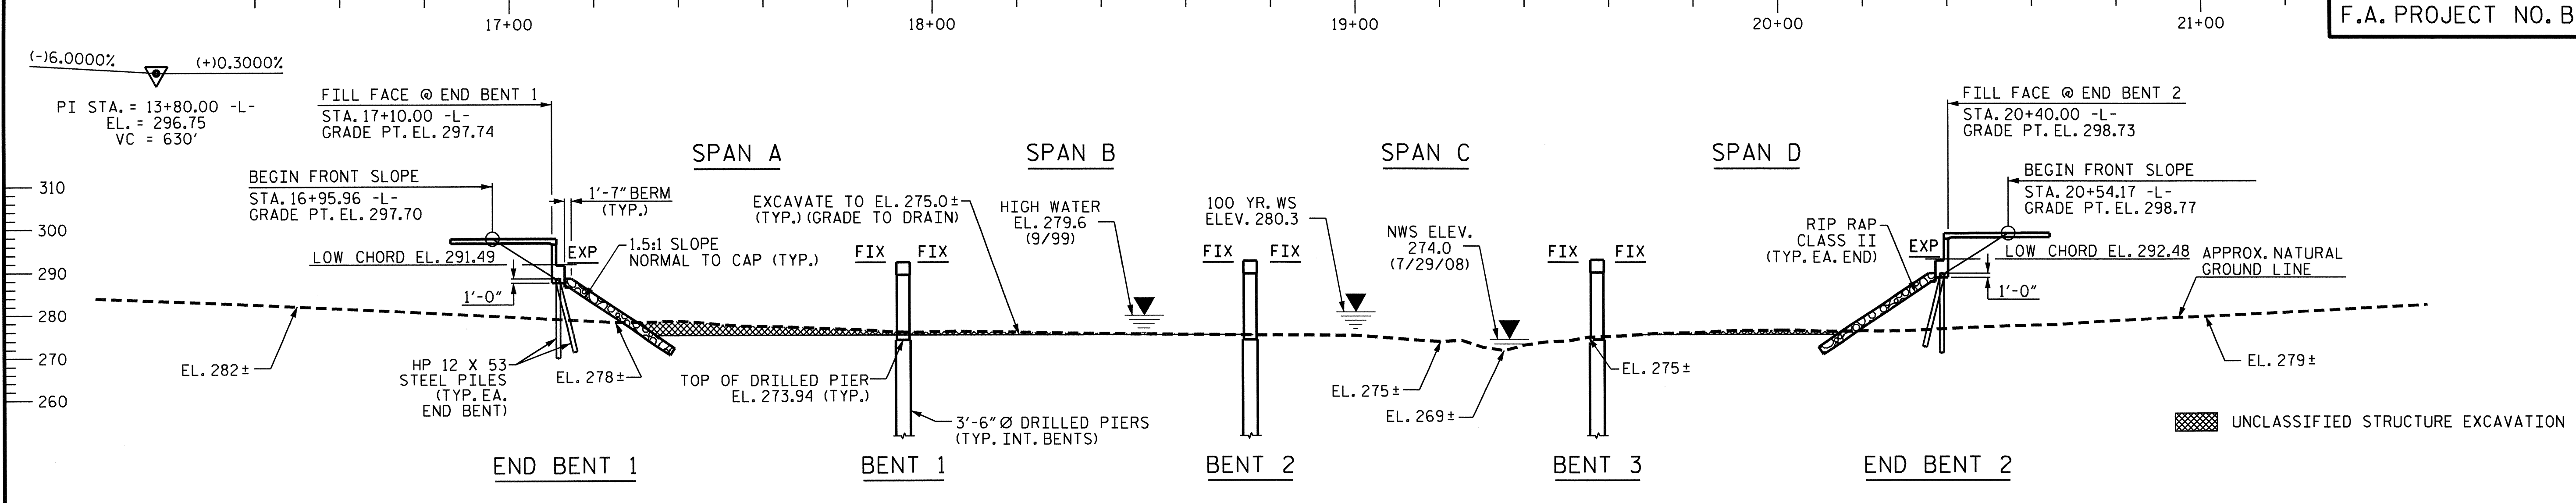 17+00
18+00
19+00
20+00
21+00
F.A. PROJECT NO. B
(-)6.0000%
(+)0.3000%
PI STA. = 13+80.00 -L-
EL. = 296.75
VC = 630'
FILL FACE @ END BENT 1
STA. 17+10.00 -L-
GRADE PT. EL. 297.74
FILL FACE @ END BENT 2
STA. 20+40.00 -L-
GRADE PT. EL. 298.73
SPAN A
SPAN B
SPAN C
SPAN D
BEGIN FRONT SLOPE
STA. 16+95.96 -L-
GRADE PT. EL. 297.70
1'-7" BERM
(TYP.)
EXCAVATE TO EL. 275.0±
(TYP.) (GRADE TO DRAIN)
HIGH WATER
EL. 279.6
(9/99)
100 YR. WS
ELEV. 280.3
NWS ELEV.
274.0
(7/29/08)
RIP RAP
CLASS II
(TYP. EA. END)
BEGIN FRONT SLOPE
STA. 20+54.17 -L-
GRADE PT. EL. 298.77
310
300
290
280
270
260
LOW CHORD EL. 291.49
EXP
1.5:1 SLOPE
NORMAL TO CAP (TYP.)
FIX
FIX
FIX
FIX
FIX
FIX
EXP
LOW CHORD EL. 292.48
APPROX. NATURAL
GROUND LINE
1'-0"
1'-0"
EL. 282±
HP 12 X 53
STEEL PILES
(TYP. EA.
END BENT)
EL. 278±
TOP OF DRILLED PIER
EL. 273.94 (TYP.)
3'-6" Ø DRILLED PIERS
(TYP. INT. BENTS)
EL. 275±
EL. 269±
EL. 275±
EL. 279±
UNCLASSIFIED STRUCTURE EXCAVATION
END BENT 1
BENT 1
BENT 2
BENT 3
END BENT 2